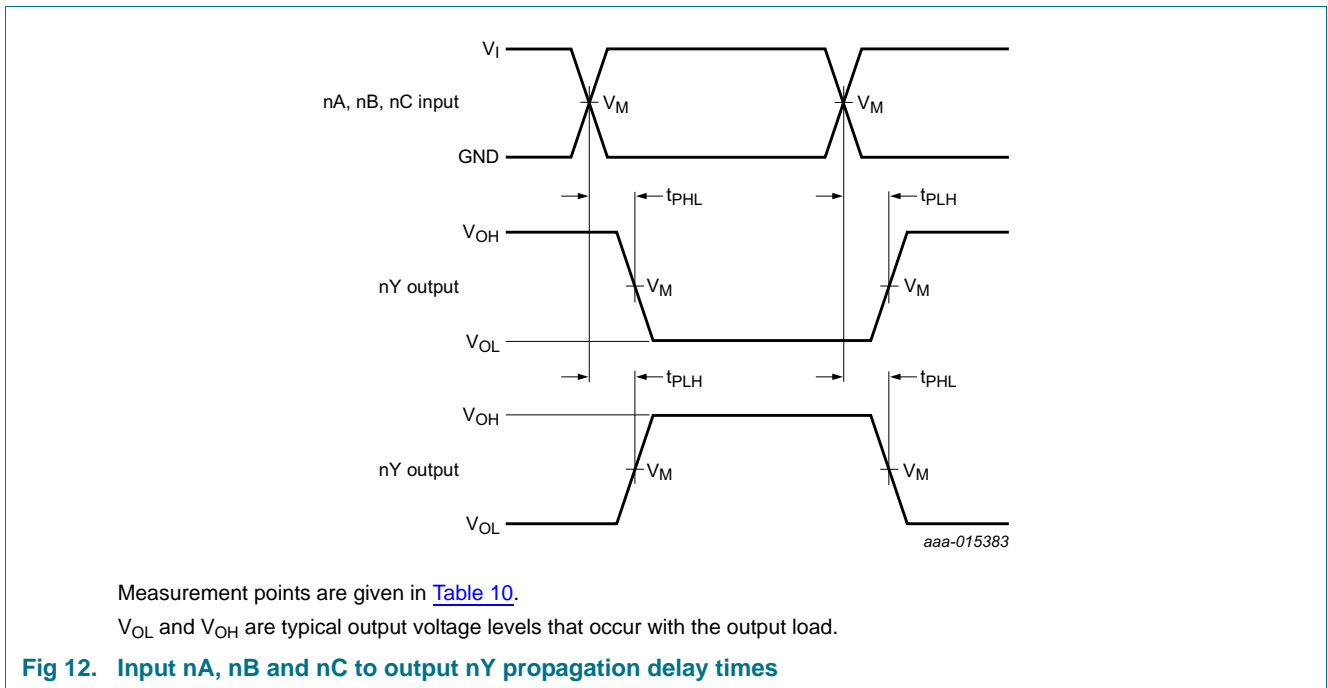 VI
nA, nB, nC input
VM
VM
GND
tPHL
tPLH
VOH
nY output
VM
VM
VOL
tPLH
tPHL
VOH
nY output
VM
VM
VOL
aaa-015383
Measurement points are given in Table 10.
VOL and VOH are typical output voltage levels that occur with the output load.
Fig 12. Input nA, nB and nC to output nY propagation delay times